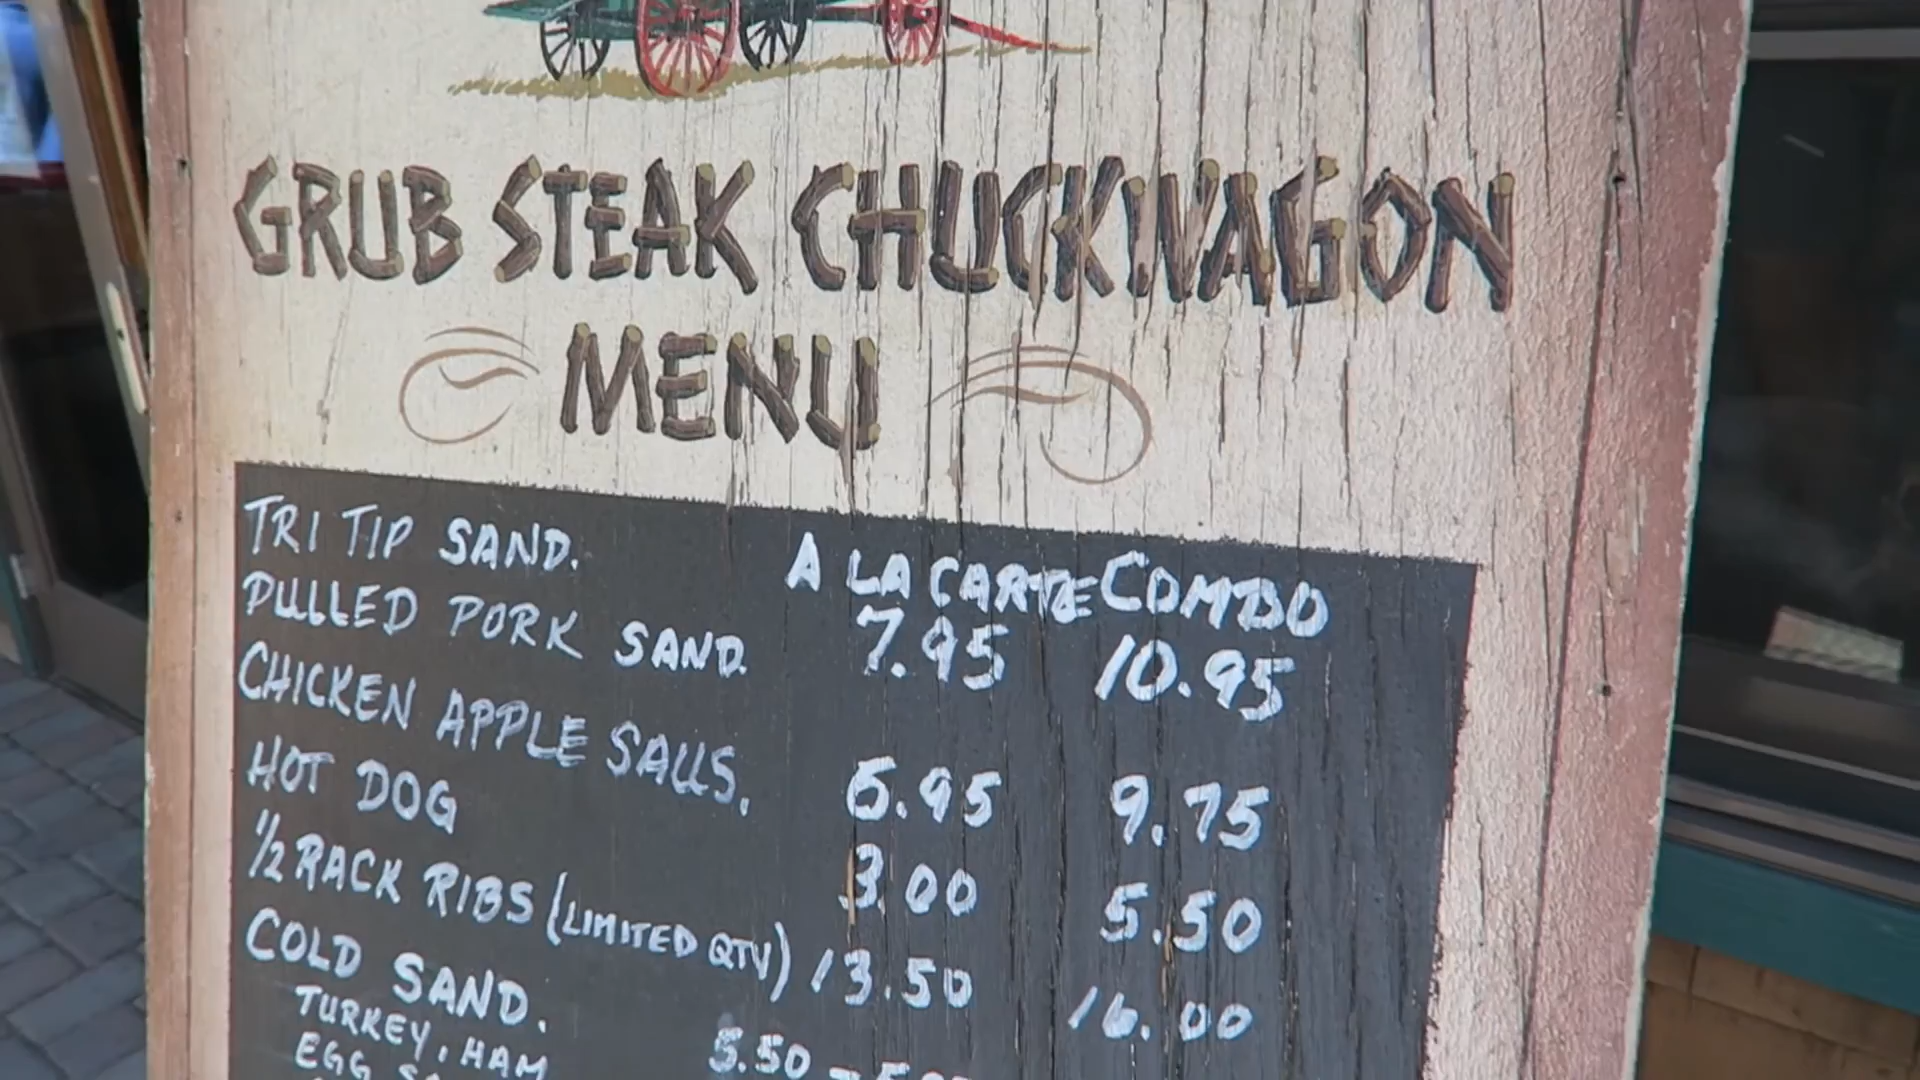 GRUB STEAK CHUCKWAGON
MENU
A LA CARTE COMBO
TRI TIP SAND.
PULLED PORK SAND. 7.95 10.95
CHICKEN APPLE SAUS. 6.95 9.75
HOT DOG 3.00 5.50
1/2 RACK RIBS (LIMITED QTY) 13.50 16.00
COLD SAND.
TURKEY, HAM 5.50 -
EGG